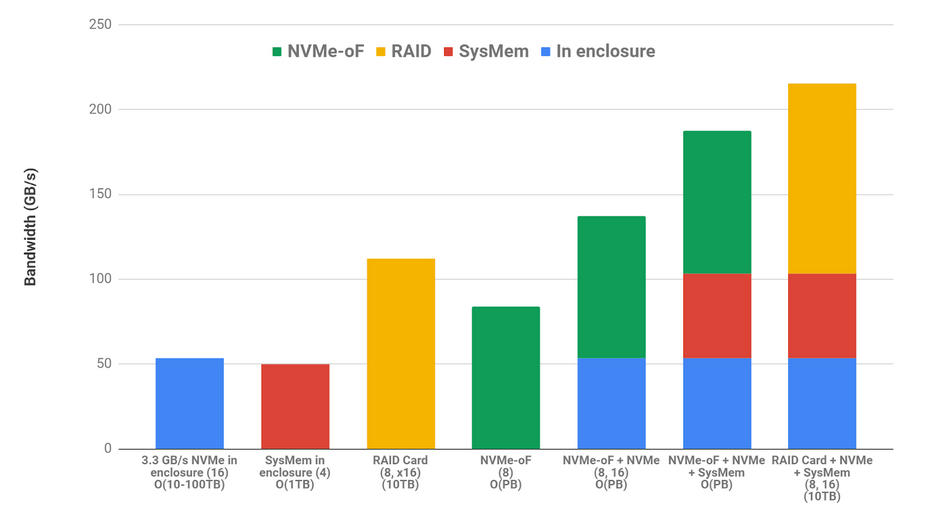 250
NVMe-oF RAID SysMem In enclosure
200
150
100
50
0
Bandwidth (GB/s)
3.3 GB/s NVMe in
enclosure (16)
O(10-100TB)
SysMem in
enclosure (4)
O(1TB)
RAID Card
(8, x16)
(10TB)
NVMe-oF
(8)
O(PB)
NVMe-oF + NVMe
(8, 16)
O(PB)
NVMe-oF + NVMe
+ SysMem
O(PB)
RAID Card + NVMe
+ SysMem
(8, 16)
(10TB)